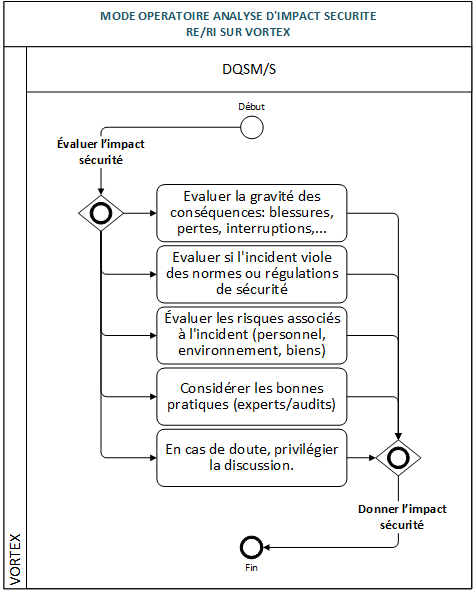 MODE OPERATOIRE ANALYSE D'IMPACT SECURITE
RE/RI SUR VORTEX
DQSM/S
Début
Évaluer l’impact
sécurité
Evaluer la gravité des
conséquences: blessures,
pertes, interruptions,...
Evaluer si l'incident viole
des normes ou régulations
de sécurité
Évaluer les risques associés
à l'incident (personnel,
environnement, biens)
Considérer les bonnes
pratiques (experts/audits)
En cas de doute, privilégier
la discussion.
Donner l’impact
sécurité
Fin
VORTEX